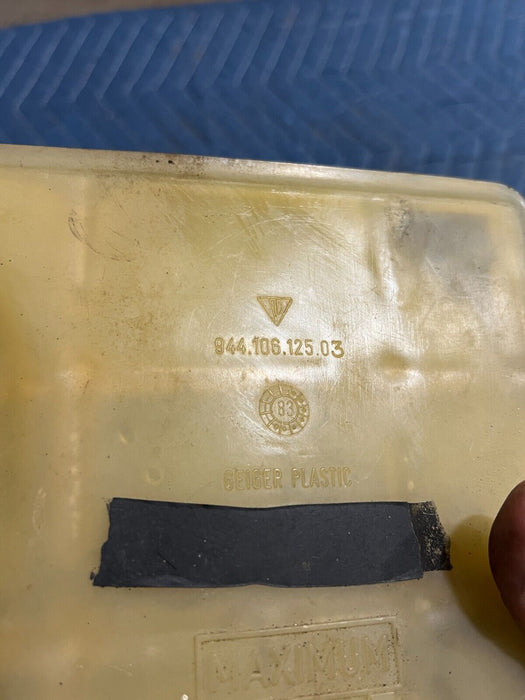 944.106.125.03
83
GEIGER PLASTIC
MAXIMUM